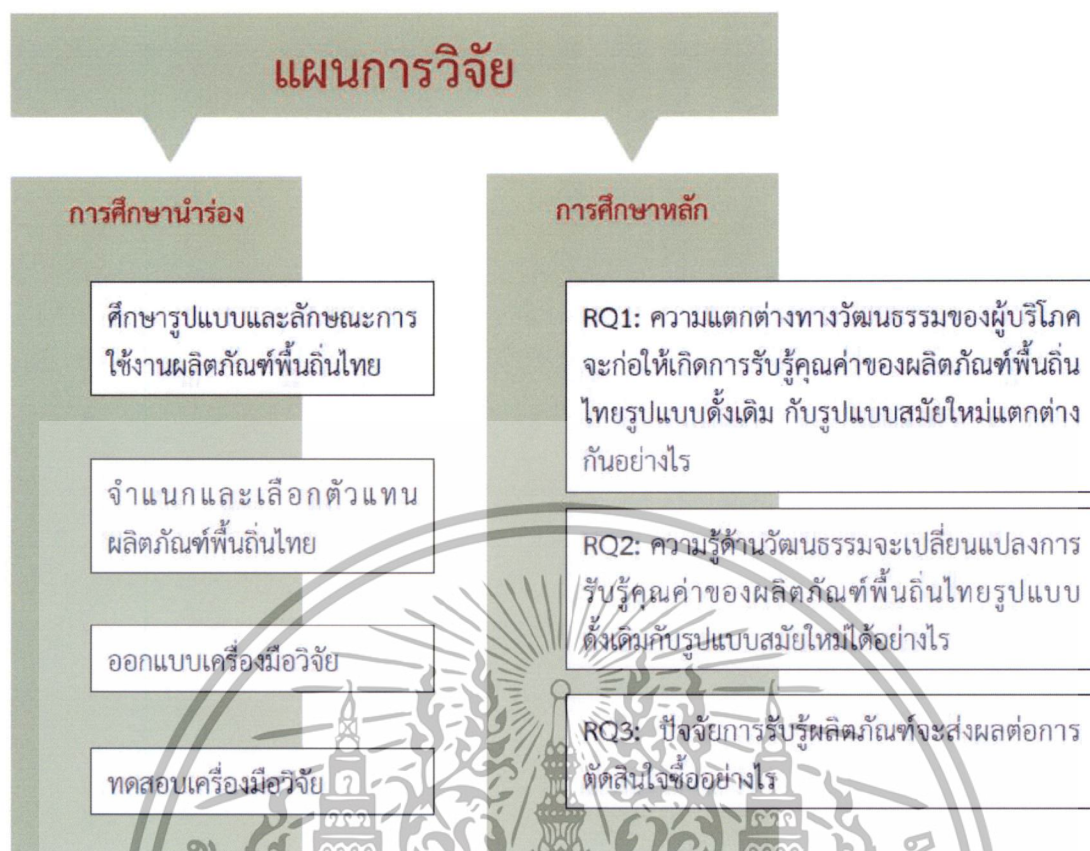 แผนการวิจัย
การศึกษานำร่อง
ศึกษารูปแบบและลักษณะการ
ใช้งานผลิตภัณฑ์พื้นถิ่นไทย
จำแนกและเลือกตัวแทน
ผลิตภัณฑ์พื้นถิ่นไทย
ออกแบบเครื่องมือวิจัย
ทดสอบเครื่องมือวิจัย
การศึกษาหลัก
RQ1: ความแตกต่างทางวัฒนธรรมของผู้บริโภค
จะก่อให้เกิดการรับรู้คุณค่าของผลิตภัณฑ์พื้นถิ่น
ไทยรูปแบบดั้งเดิม กับรูปแบบสมัยใหม่แตกต่าง
กันอย่างไร
RQ2: ความรู้ด้านวัฒนธรรมจะเปลี่ยนแปลงการ
รับรู้คุณค่าของผลิตภัณฑ์พื้นถิ่นไทยรูปแบบ
ดั้งเดิมกับรูปแบบสมัยใหม่ได้อย่างไร
RQ3: ปัจจัยการรับรู้ผลิตภัณฑ์จะส่งผลต่อการ
ตัดสินใจซื้ออย่างไร